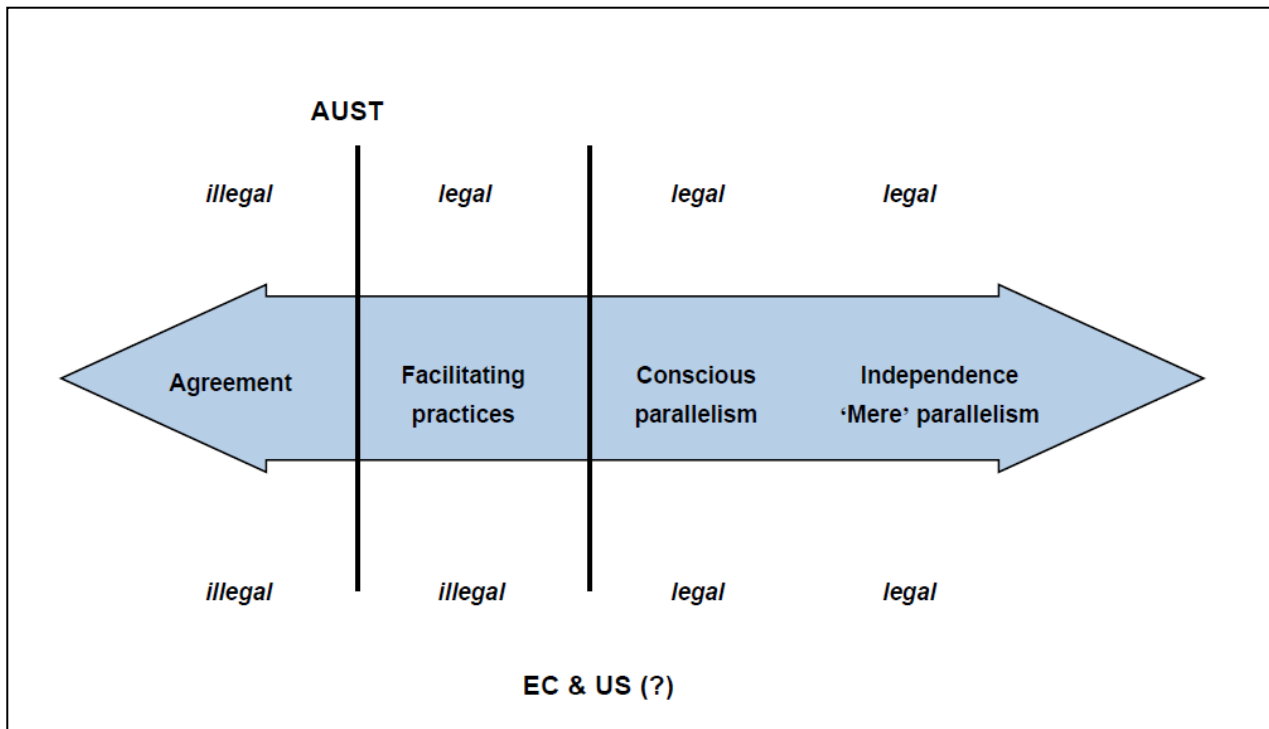 AUST
illegal legal legal legal
Agreement
Facilitating
practices
Conscious
parallelism
Independence
‘Mere’ parallelism
illegal illegal legal legal
EC & US (?)